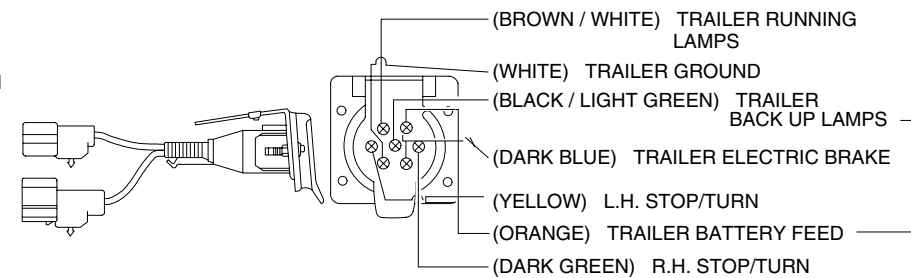 (BROWN / WHITE) TRAILER RUNNING
LAMPS
(WHITE) TRAILER GROUND
(BLACK / LIGHT GREEN) TRAILER
BACK UP LAMPS
(DARK BLUE) TRAILER ELECTRIC BRAKE
(YELLOW) L.H. STOP/TURN
(ORANGE) TRAILER BATTERY FEED
(DARK GREEN) R.H. STOP/TURN